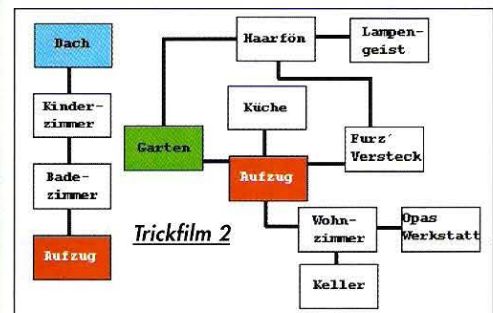 Bach
Kinder-
zimmer
Bade-
zimmer
Aufzug
Trickfilm 2
Haarfön
Lampen-
geist
Küche
Garten
Furz´
Versteck
Aufzug
Wohn-
zimmer
Opas
Werkstatt
Keller